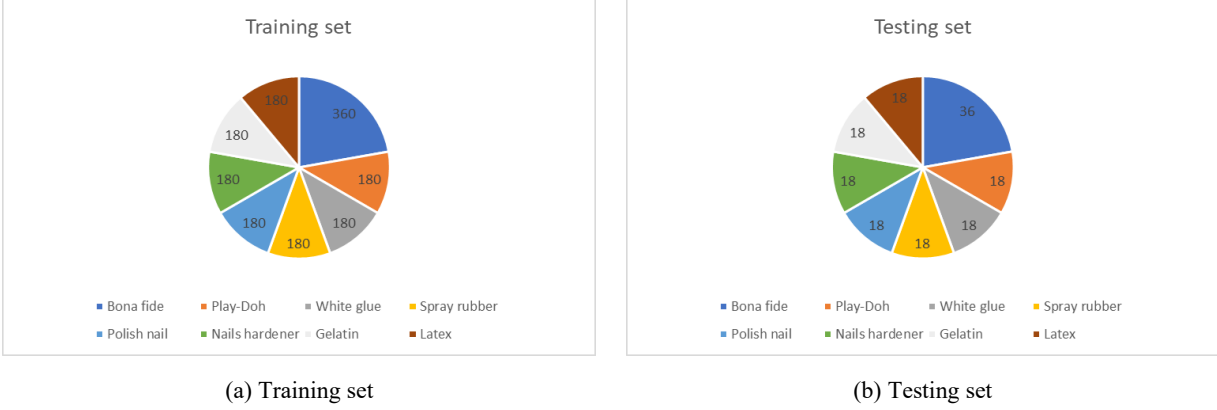 Training set
180
360
180
180
180
180
180
180
Bona fide Play-Doh White glue Spray rubber
Polish nail Nails hardener Gelatin Latex
(a) Training set
Testing set
18
36
18
18
18
18
18
18
Bona fide Play-Doh White glue Spray rubber
Polish nail Nails hardener Gelatin Latex
(b) Testing set